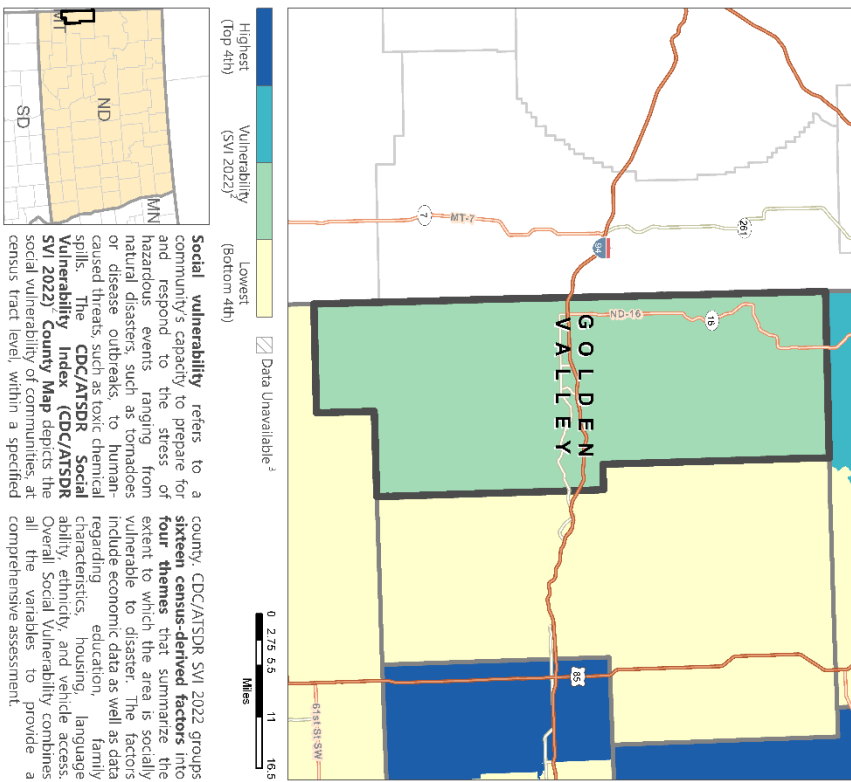 261
94
7
MT-7
GOLDEN
VALLEY
ND-16
16
85
61st St SW
Highest
(Top 4th)
Vulnerability
(SVI 2022)²
Lowest
(Bottom 4th)
Data Unavailable ³
0 2.75 5.5 11 16.5
Miles
MT
ND
SD
MN
Social vulnerability refers to a
community's capacity to prepare for
and respond to the stress of
hazardous events ranging from
natural disasters, such as tornadoes
or disease outbreaks, to human-
caused threats, such as toxic chemical
spills. The CDC/ATSDR Social
Vulnerability Index (CDC/ATSDR
SVI 2022)² County Map depicts the
social vulnerability of communities, at
census tract level, within a specified
county. CDC/ATSDR SVI 2022 groups
sixteen census-derived factors into
four themes that summarize the
extent to which the area is socially
vulnerable to disaster. The factors
include economic data as well as data
regarding education, family
characteristics, housing, language
ability, ethnicity, and vehicle access.
Overall Social Vulnerability combines
all the variables to provide a
comprehensive assessment.